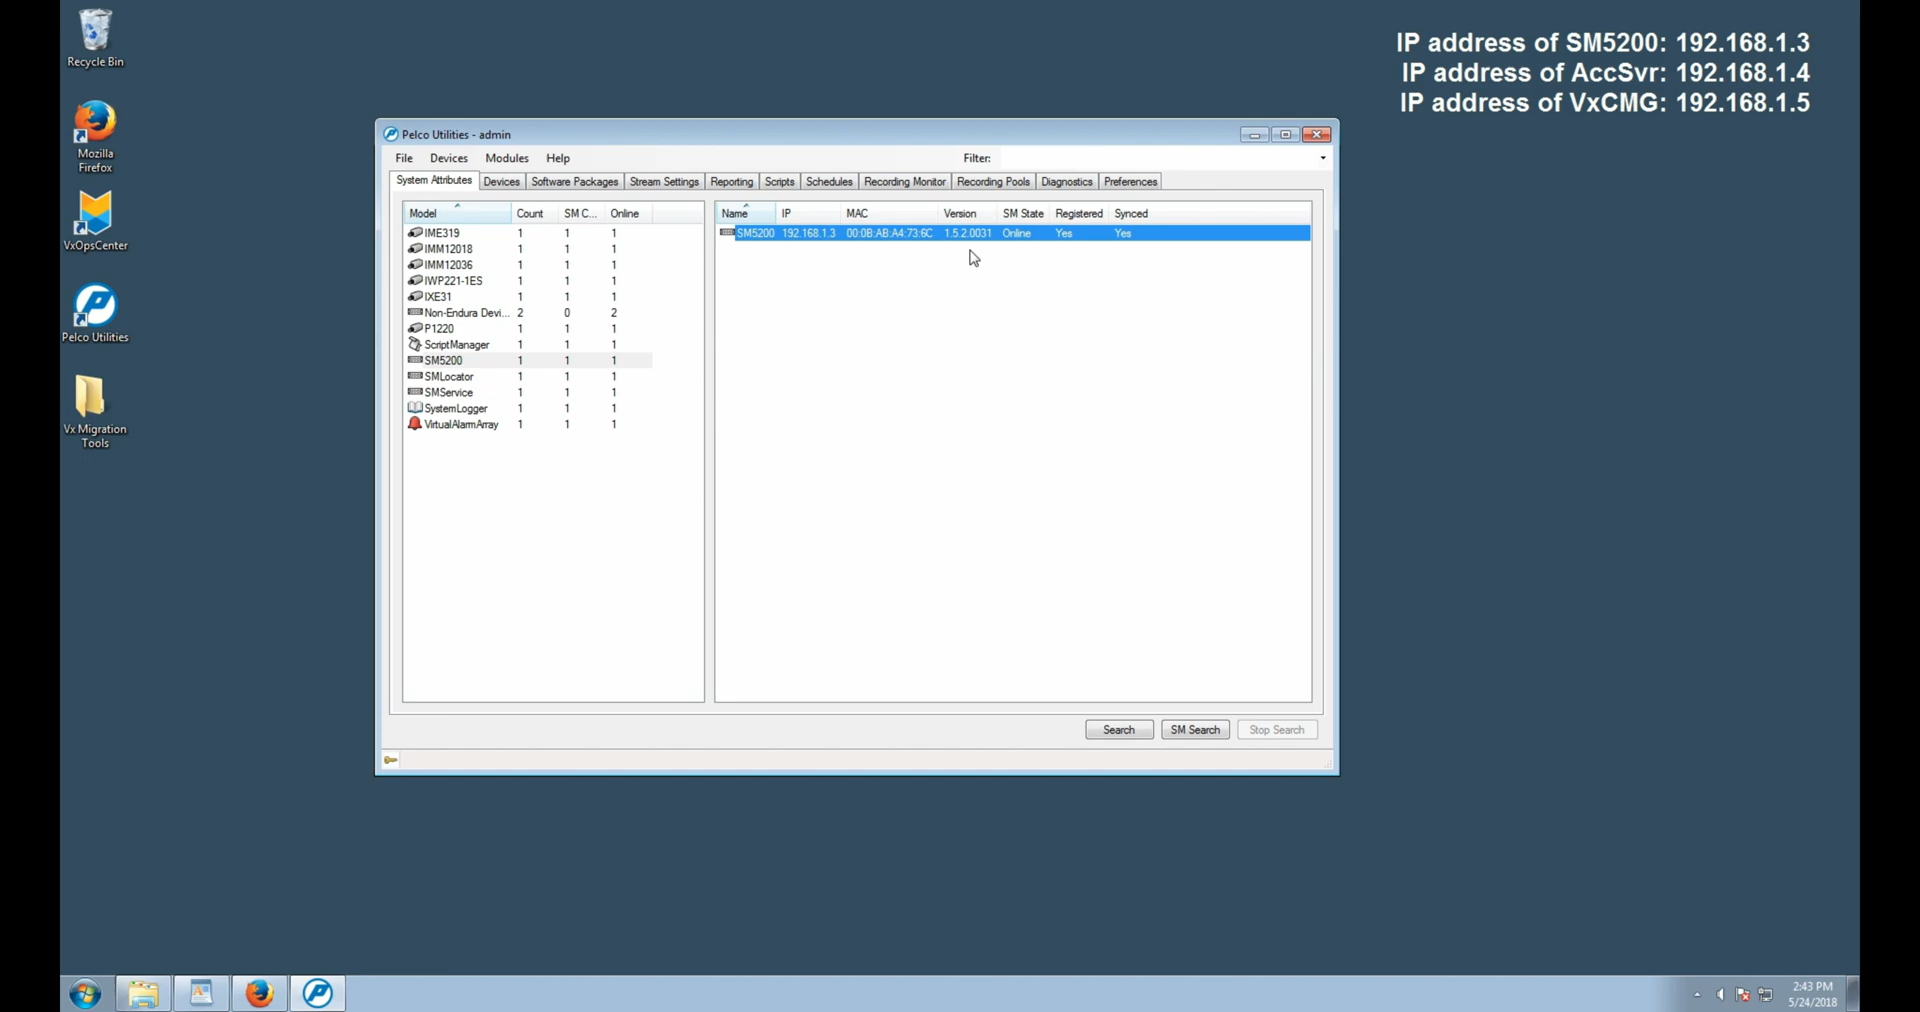 Recycle Bin
Mozilla
Firefox
VxOpsCenter
Pelco Utilities
Vx Migration
Tools
IP address of SM5200: 192.168.1.3
IP address of AccSvr: 192.168.1.4
IP address of VxCMG: 192.168.1.5
Pelco Utilities - admin
File Devices Modules Help Filter:
System Attributes Devices Software Packages Stream Settings Reporting Scripts Schedules Recording Monitor Recording Pools Diagnostics Preferences
Model Count SM C... Online
IME319 1 1 1
IMM12018 1 1 1
IMM12036 1 1 1
IWP221-1ES 1 1 1
IXE31 1 1 1
Non-Endura Devi... 2 0 2
P1220 1 1 1
ScriptManager 1 1 1
SM5200 1 1 1
SMLocator 1 1 1
SMService 1 1 1
SystemLogger 1 1 1
VirtualAlarmArray 1 1 1
Name IP MAC Version SM State Registered Synced
SM5200 192.168.1.3 00:0B:AB:A4:73:6C 1.5.2.0031 Online Yes Yes
Search SM Search Stop Search
2:43 PM
5/24/2018